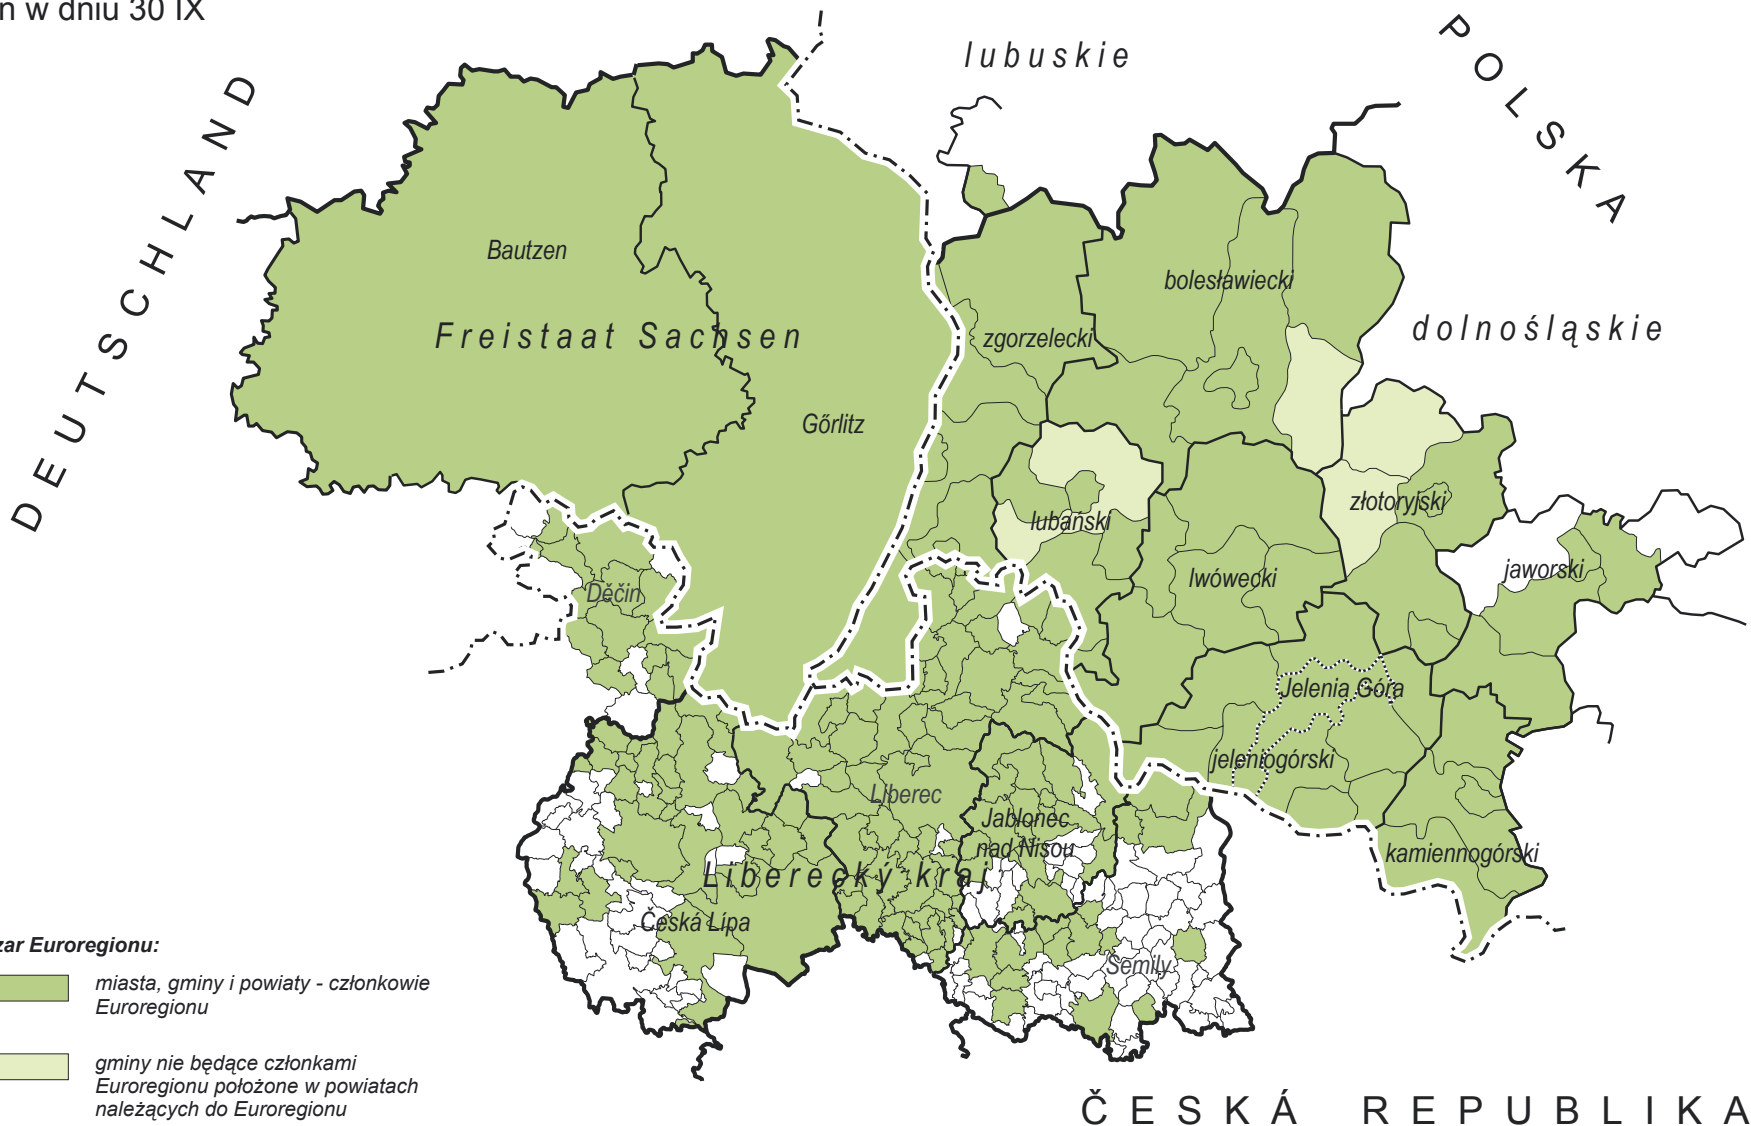 n w dniu 30 IX
DEUTSCHLAND
lubuskie
POLSKA
Bautzen
bolesławiecki
Freistaat Sachsen
zgorzelecki
dolnośląskie
Gőrlitz
lubański
złotoryjski
lwówecki
jaworski
Děčin
Jelenia Góra
jeleniogórski
Liberec
Jablonec
nad Nisou
kamiennogórski
Liberecký kraj
Česká Lípa
Semily
zar Euroregionu:
miasta, gminy i powiaty - członkowie
Euroregionu
gminy nie będące członkami
Euroregionu położone w powiatach
należących do Euroregionu
ČESKÁ REPUBLIKA